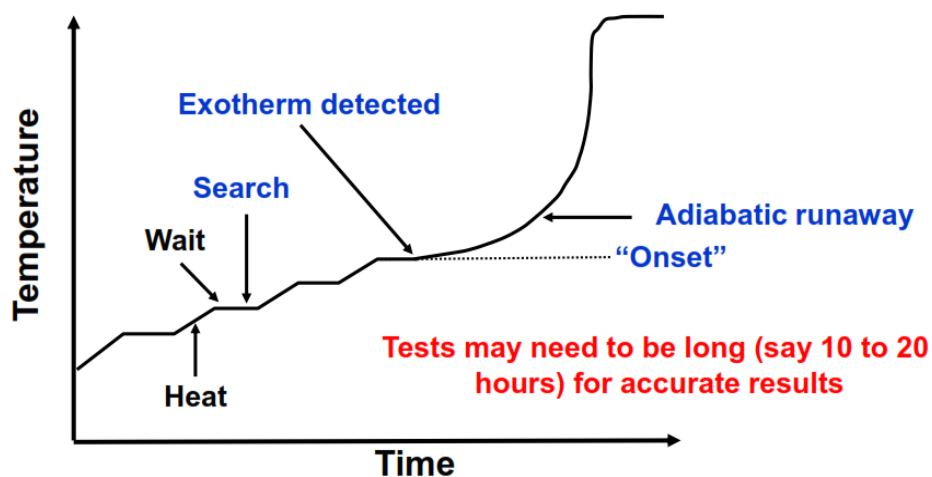 Exotherm detected
Search
Wait
Adiabatic runaway
“Onset”
Tests may need to be long (say 10 to 20
hours) for accurate results
Heat
Temperature
Time